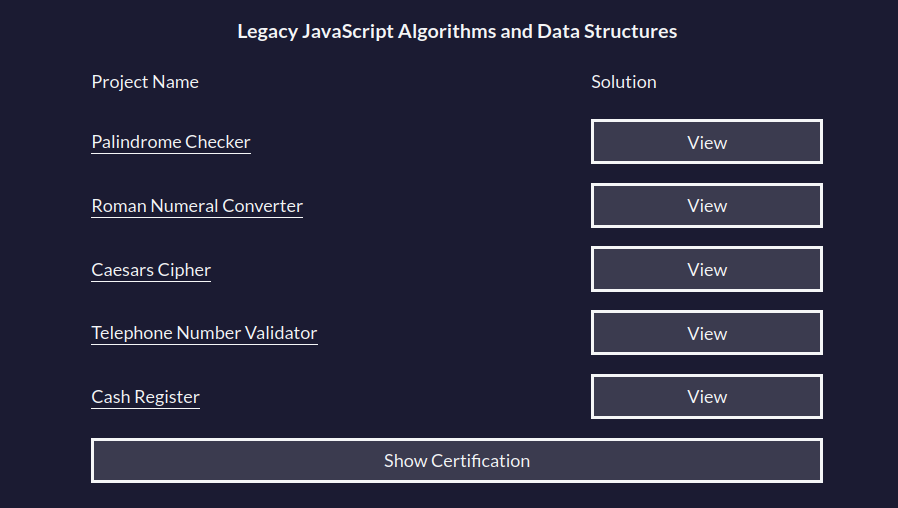 Legacy JavaScript Algorithms and Data Structures
Project Name Solution
Palindrome Checker View
Roman Numeral Converter View
Caesars Cipher View
Telephone Number Validator View
Cash Register View
Show Certification